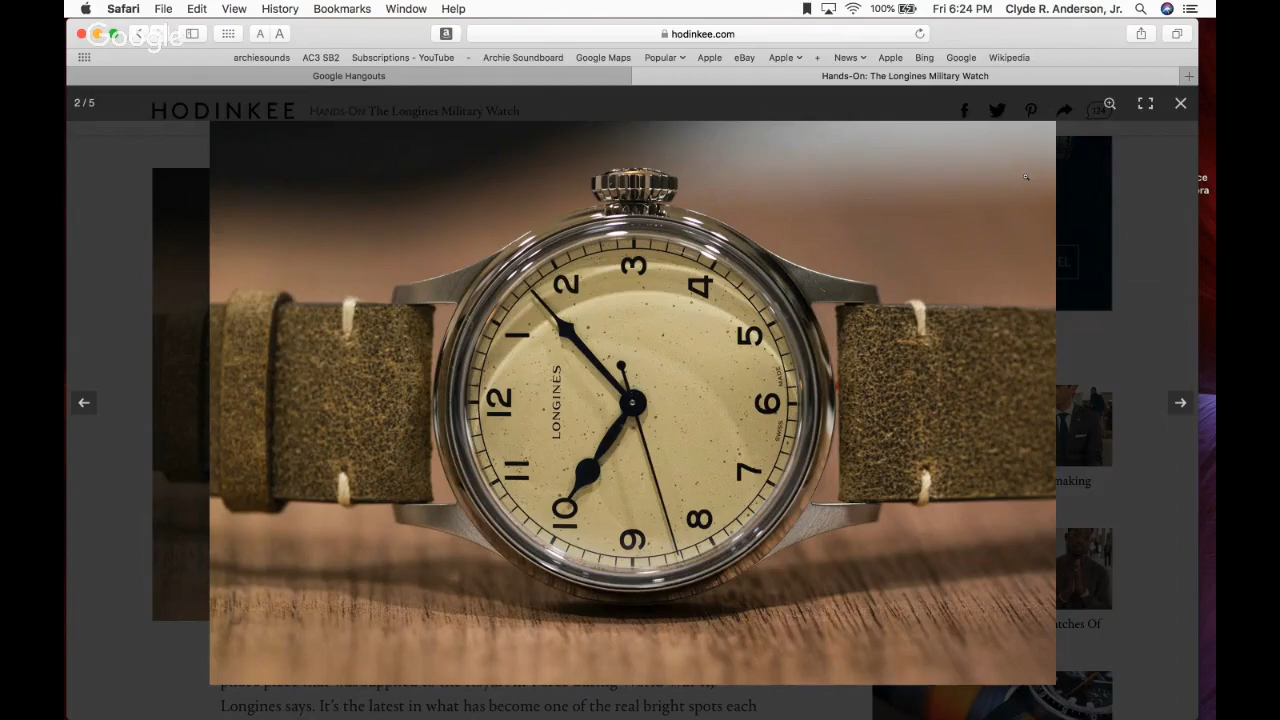 Safari File Edit View History Bookmarks Window Help 100% Fri 6:24 PM Clyde R. Anderson, Jr.
Google
A A a hodinkee.com
archiesounds AC3 SB2 Subscriptions - YouTube - Archie Soundboard Google Maps Popular Apple eBay Apple + News Apple Bing Google Wikipedia
Google Hangouts Hands-On: The Longines Military Watch +
2 / 5 HODINKEE HANDS-ON The Longines Military Watch 124
3
2 4
1 5
12 LONGINES 6 SWISS MADE
11 7
10 8
9
making
tches Of
Longines says. It's the latest in what has become one of the real bright spots each